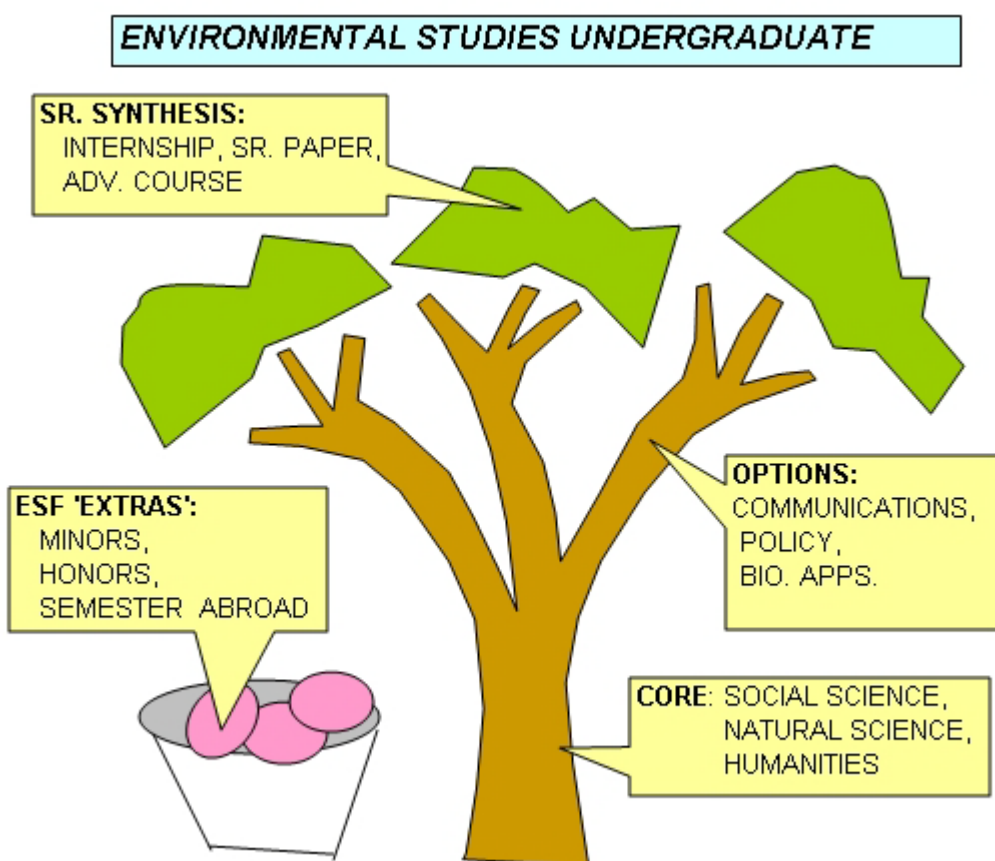 ENVIRONMENTAL STUDIES UNDERGRADUATE
SR. SYNTHESIS:
INTERNSHIP, SR. PAPER,
ADV. COURSE
ESF 'EXTRAS':
MINORS,
HONORS,
SEMESTER ABROAD
OPTIONS:
COMMUNICATIONS,
POLICY,
BIO. APPS.
CORE: SOCIAL SCIENCE,
NATURAL SCIENCE,
HUMANITIES